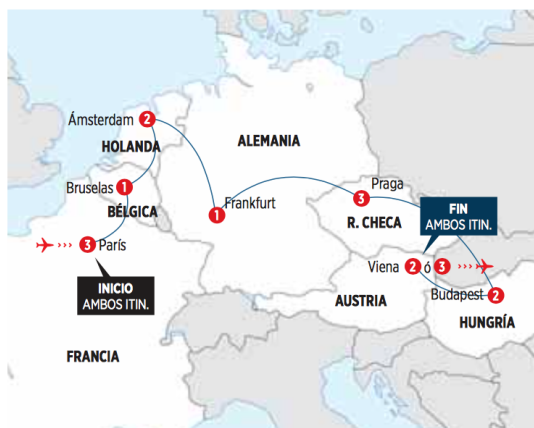 Ámsterdam 2
HOLANDA
ALEMANIA
Bruselas 1
BÉLGICA
1 Frankfurt
Praga
3
R. CHECA
3 París
INICIO
AMBOS ITIN.
FIN
AMBOS ITIN.
Viena 2 ó 3
Budapest 2
AUSTRIA
HUNGRÍA
FRANCIA